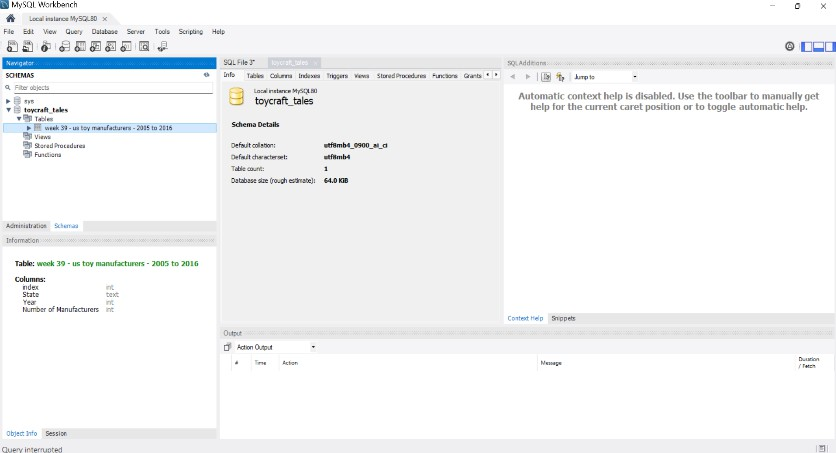 MySQL Workbench
Local instance MySQL80
File Edit View Query Database Server Tools Scripting Help
Navigator
SCHEMAS
Filter objects
sys
toycraft_tales
Tables
week 39 - us toy manufacturers - 2005 to 2016
Views
Stored Procedures
Functions
Administration Schemas
Information
Table: week 39 - us toy manufacturers - 2005 to 2016
Columns:
index int
State text
Year int
Number of Manufacturers int
Object Info Session
Query interrupted
SQL File 3* toycraft_tales
Info Tables Columns Indexes Triggers Views Stored Procedures Functions Grants
Local instance MySQL80
toycraft_tales
Schema Details
Default collation: utf8mb4_0900_ai_ci
Default characterset: utf8mb4
Table count: 1
Database size (rough estimate): 64.0 KiB
SQL Additions
Jump to
Automatic context help is disabled. Use the toolbar to manually get
help for the current caret position or to toggle automatic help.
Context Help Snippets
Output
Action Output
# Time Action Message Duration / Fetch